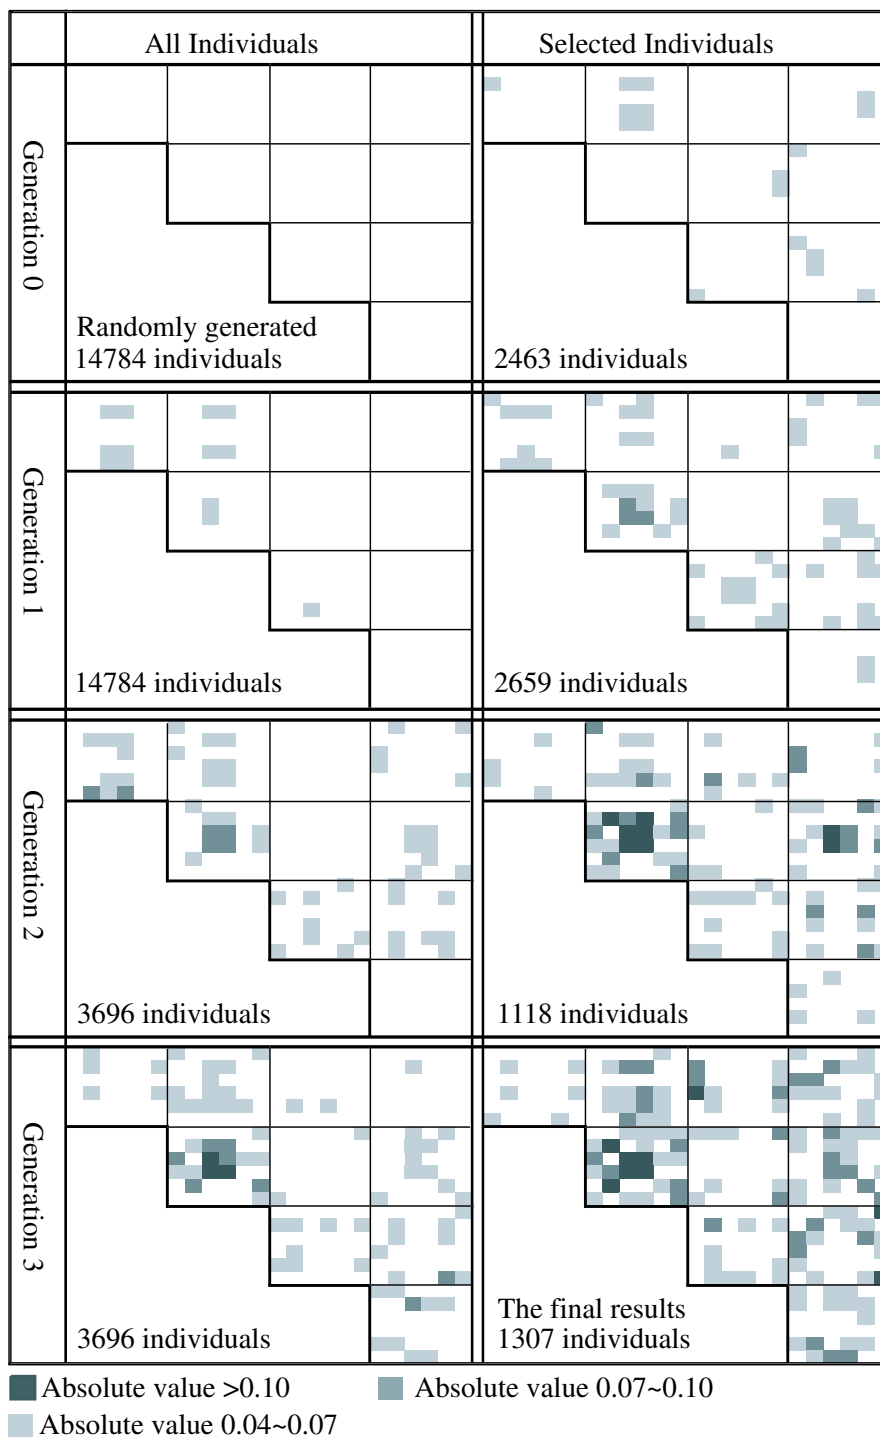 All Individuals
Selected Individuals
Generation 0
Randomly generated
14784 individuals
2463 individuals
Generation 1
14784 individuals
2659 individuals
Generation 2
3696 individuals
1118 individuals
Generation 3
3696 individuals
The final results
1307 individuals
Absolute value >0.10
Absolute value 0.07~0.10
Absolute value 0.04~0.07